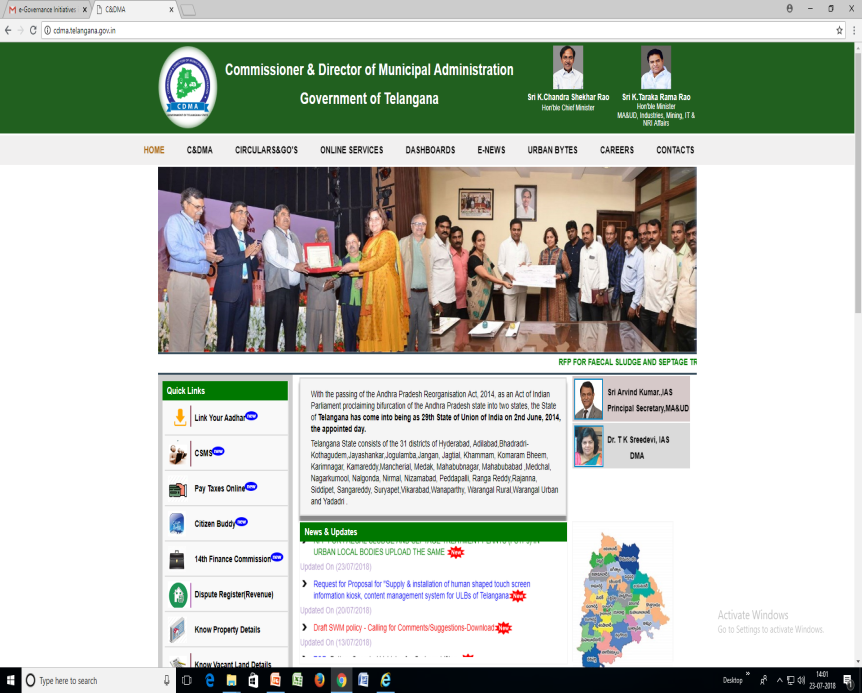 e-Governance Initiatives
C&DMA
cdma.telangana.gov.in
CDMA
Commissioner & Director of Municipal Administration
Government of Telangana
Sri K.Chandra Shekhar Rao
Hon'ble Chief Minister
Sri K.Taraka Rama Rao
Hon'ble Minister
MA&UD, Industries, Mining, IT &
NRI Affairs
HOME C&DMA CIRCULARS&GO'S ONLINE SERVICES DASHBOARDS E-NEWS URBAN BYTES CAREERS CONTACTS
RFP FOR FAECAL SLUDGE AND SEPTAGE TR
Quick Links
Link Your Aadhar new
CSMS new
Pay Taxes Online new
Citizen Buddy new
14th Finance Commission new
Dispute Register(Revenue)
Know Property Details
Know Vacant Land Details
With the passing of the Andhra Pradesh Reorganisation Act, 2014, as an Act of Indian
Parliament proclaiming bifurcation of the Andhra Pradesh state into two states, the State
of Telangana has come into being as 29th State of Union of India on 2nd June, 2014,
the appointed day.
Telangana State consists of the 31 districts of Hyderabad, Adilabad,Bhadradri-
Kothagudem,Jayashankar,Jogulamba,Jangan, Jagtial, Khammam, Komaram Bheem,
Karimnagar, Kamareddy,Mancherial, Medak, Mahabubnagar, Mahabubabad ,Medchal,
Nagarkurnool, Nalgonda, Nirmal, Nizamabad, Peddapalli, Ranga Reddy,Rajanna,
Siddipet, Sangareddy, Suryapet,Vikarabad,Wanaparthy, Warangal Rural,Warangal Urban
and Yadadri .
News & Updates
URBAN LOCAL BODIES UPLOAD THE SAME New
Updated On (23/07/2018)
Request for Proposal for "Supply & installation of human shaped touch screen
information kiosk, content management system for ULBs of Telangana New
Updated On (20/07/2018)
Draft SWM policy - Calling for Comments/Suggestions-Download New
Updated On (13/07/2018)
Sri Arvind Kumar,IAS
Principal Secretary,MA&UD
Dr. T K Sreedevi, IAS
DMA
Activate Windows
Go to Settings to activate Windows.
Type here to search
Desktop
14:01
23-07-2018